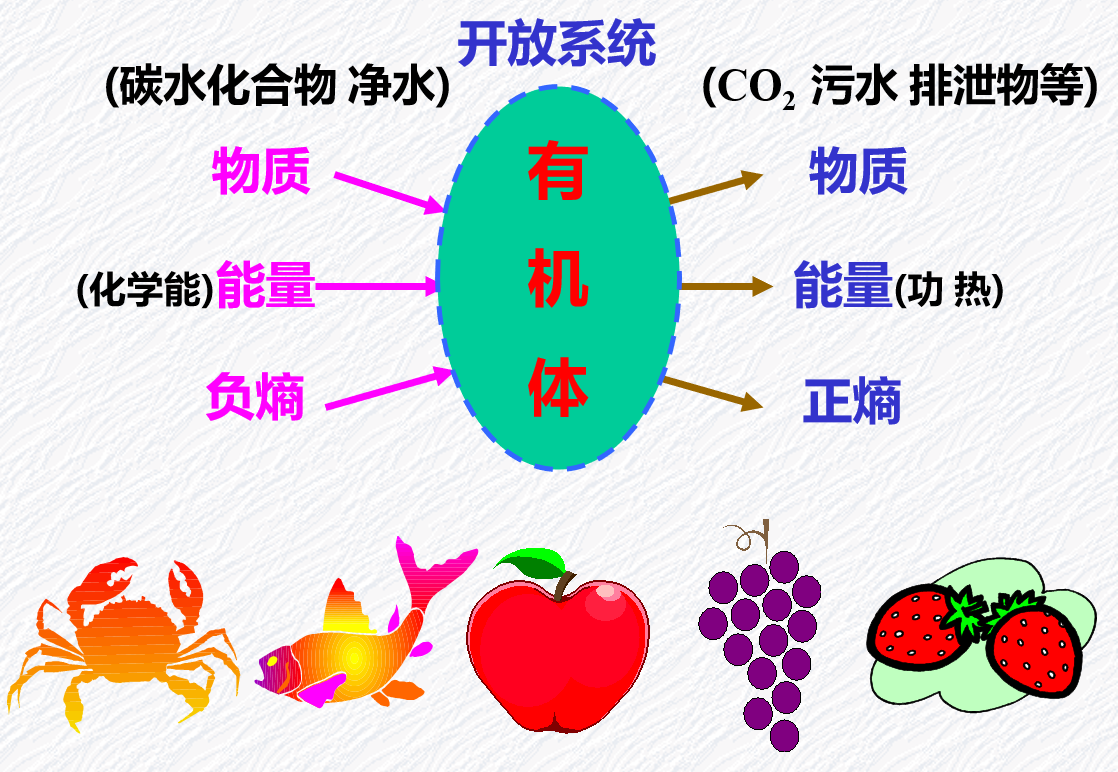 开放系统
(碳水化合物 净水)
(CO₂ 污水 排泄物等)
物质
有
物质
(化学能)能量
机
能量(功 热)
负熵
体
正熵